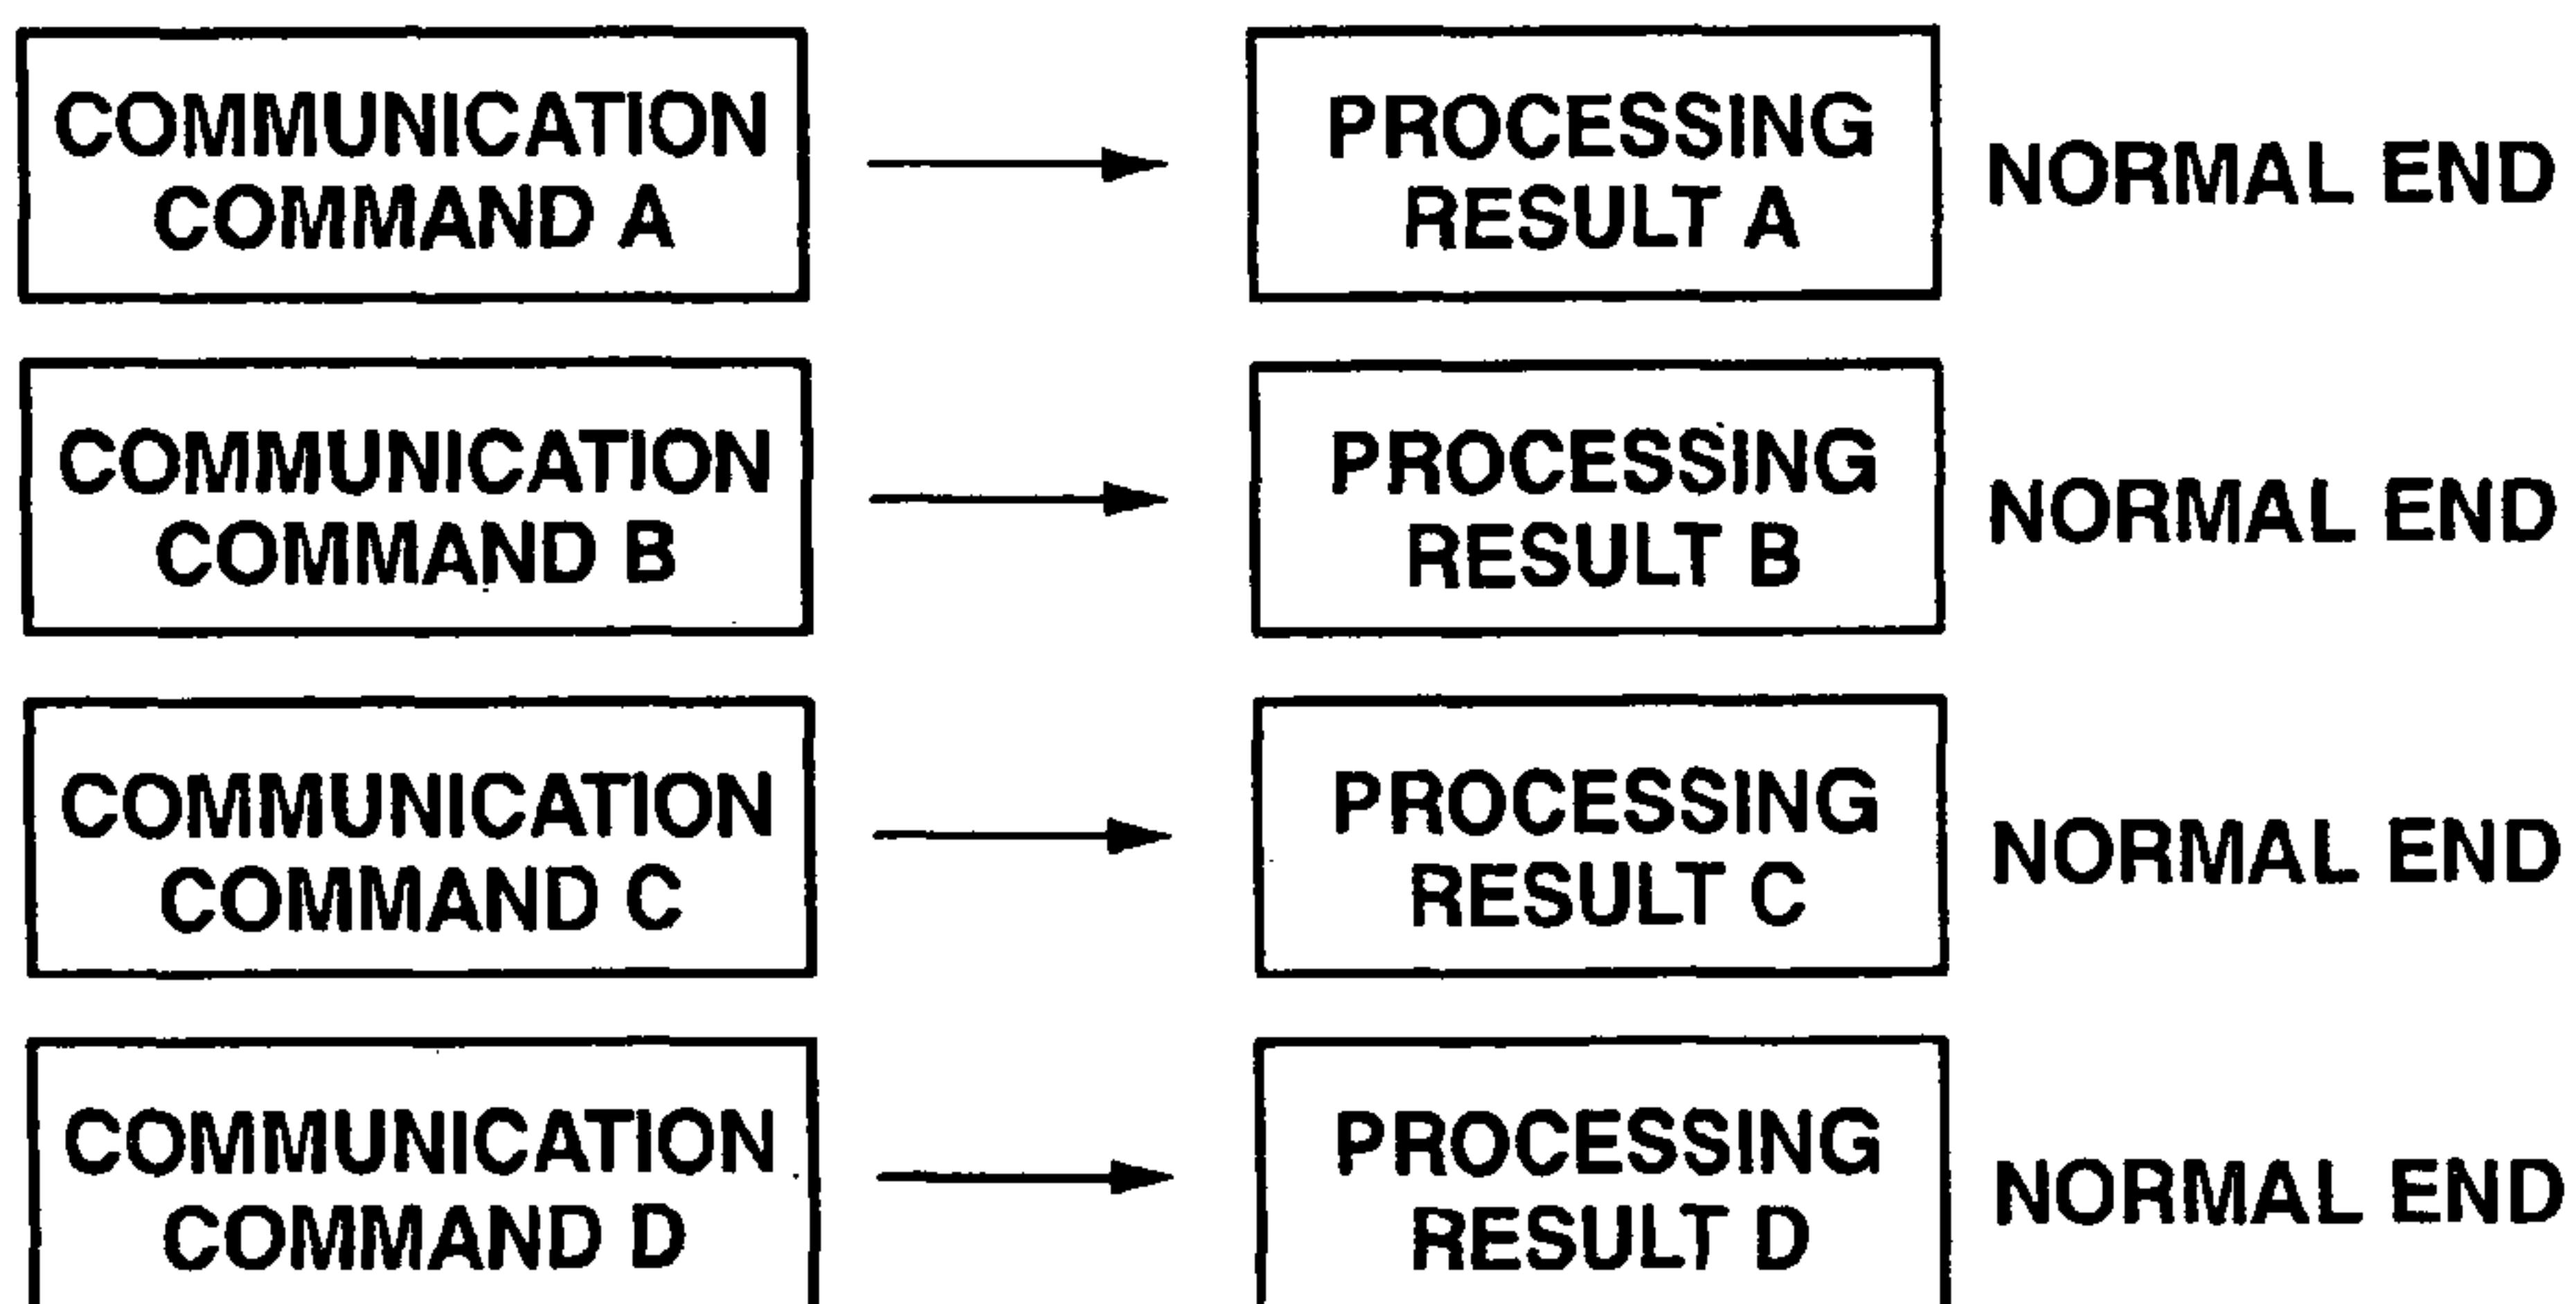 COMMUNICATION
COMMAND A
PROCESSING
RESULT A
NORMAL END
COMMUNICATION
COMMAND B
PROCESSING
RESULT B
NORMAL END
COMMUNICATION
COMMAND C
PROCESSING
RESULT C
NORMAL END
COMMUNICATION
COMMAND D
PROCESSING
RESULT D
NORMAL END